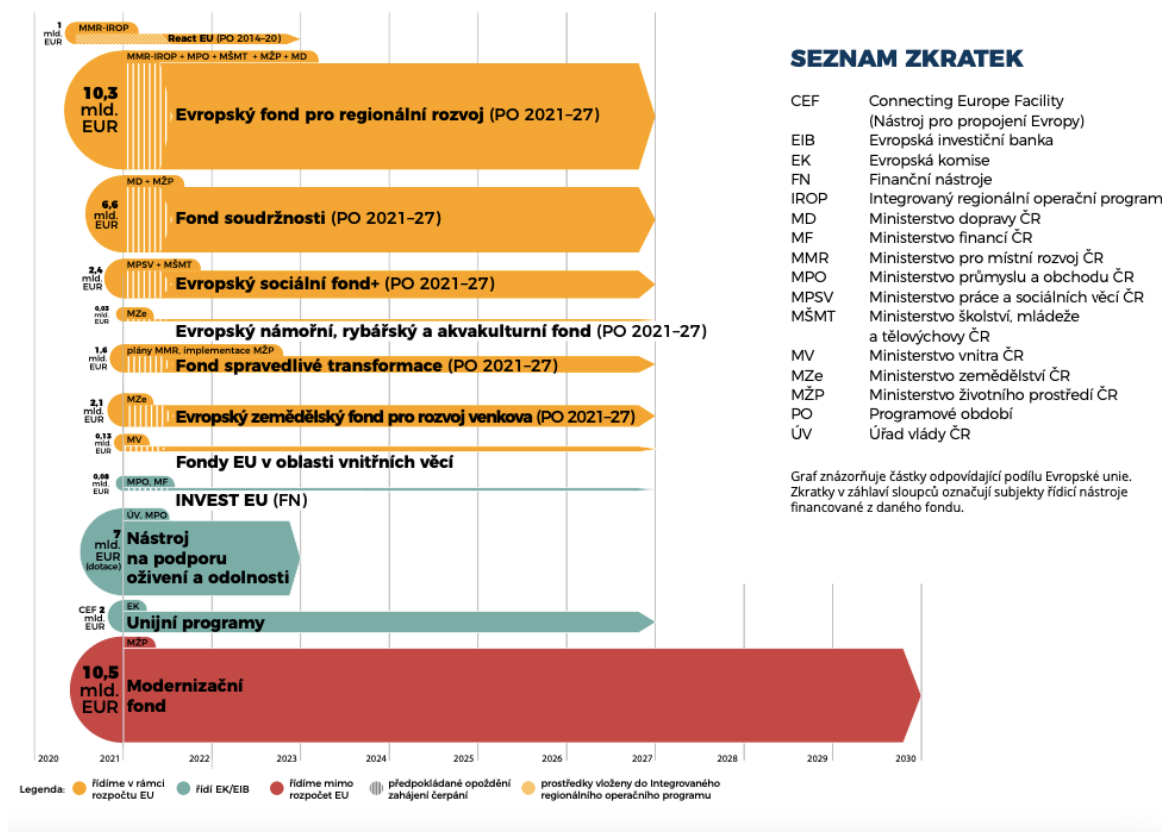 1
mld.
EUR
MMR-IROP
React EU (PO 2014–20)
MMR-IROP + MPO + MŠMT + MŽP + MD
10,3
mld.
EUR
Evropský fond pro regionální rozvoj (PO 2021–27)
MD + MŽP
6,6
mld.
EUR
Fond soudržnosti (PO 2021–27)
MPSV + MŠMT
2,4
mld.
EUR
Evropský sociální fond+ (PO 2021–27)
0,03
mld.
EUR
MZe
Evropský námořní, rybářský a akvakulturní fond (PO 2021–27)
plány MMR, implementace MŽP
1,6
mld.
EUR
Fond spravedlivé transformace (PO 2021–27)
MZe
2,1
mld.
EUR
Evropský zemědělský fond pro rozvoj venkova (PO 2021–27)
0,13
mld.
EUR
MV
Fondy EU v oblasti vnitřních věcí
0,08
mld.
EUR
MPO, MF
INVEST EU (FN)
ÚV, MPO
7
mld.
EUR
(dotace)
Nástroj
na podporu
oživení a odolnosti
EK
CEF 2
mld.
EUR
Unijní programy
MŽP
10,5
mld.
EUR
Modernizační
fond
2020 2021 2022 2023 2024 2025 2026 2027 2028 2029 2030
Legenda:
řídíme v rámci
rozpočtu EU
řídí EK/EIB
řídíme mimo
rozpočet EU
předpokládané opoždění
zahájení čerpání
prostředky vloženy do Integrovaného
regionálního operačního programu
SEZNAM ZKRATEK
CEF Connecting Europe Facility
(Nástroj pro propojení Evropy)
EIB Evropská investiční banka
EK Evropská komise
FN Finanční nástroje
IROP Integrovaný regionální operační program
MD Ministerstvo dopravy ČR
MF Ministerstvo financí ČR
MMR Ministerstvo pro místní rozvoj ČR
MPO Ministerstvo průmyslu a obchodu ČR
MPSV Ministerstvo práce a sociálních věcí ČR
MŠMT Ministerstvo školství, mládeže
a tělovýchovy ČR
MV Ministerstvo vnitra ČR
MZe Ministerstvo zemědělství ČR
MŽP Ministerstvo životního prostředí ČR
PO Programové období
ÚV Úřad vlády ČR
Graf znázorňuje částky odpovídající podílu Evropské unie.
Zkratky v záhlaví sloupců označují subjekty řídicí nástroje
financované z daného fondu.